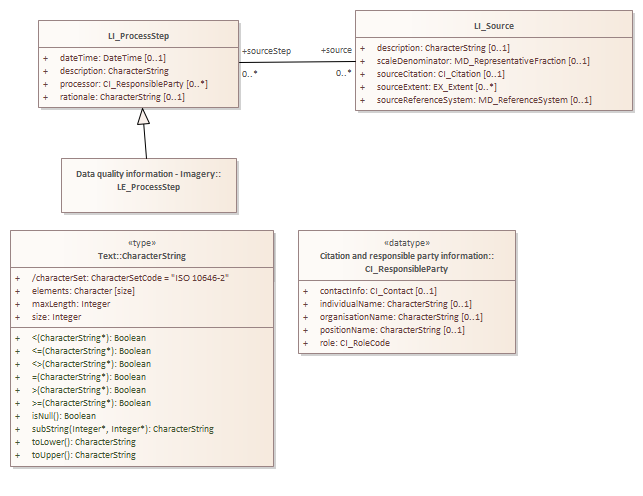 LI_ProcessStep
+ dateTime: DateTime [0..1]
+ description: CharacterString
+ processor: CI_ResponsibleParty [0..*]
+ rationale: CharacterString [0..1]
+sourceStep
0..*
+source
0..*
LI_Source
+ description: CharacterString [0..1]
+ scaleDenominator: MD_RepresentativeFraction [0..1]
+ sourceCitation: CI_Citation [0..1]
+ sourceExtent: EX_Extent [0..*]
+ sourceReferenceSystem: MD_ReferenceSystem [0..1]
Data quality information - Imagery::
LE_ProcessStep
«type»
Text::CharacterString
+ /characterSet: CharacterSetCode = "ISO 10646-2"
+ elements: Character [size]
+ maxLength: Integer
+ size: Integer
+ <(CharacterString*): Boolean
+ <=(CharacterString*): Boolean
+ <>(CharacterString*): Boolean
+ =(CharacterString*): Boolean
+ >(CharacterString*): Boolean
+ >=(CharacterString*): Boolean
+ isNull(): Boolean
+ subString(Integer*, Integer*): CharacterString
+ toLower(): CharacterString
+ toUpper(): CharacterString
«datatype»
Citation and responsible party information::
CI_ResponsibleParty
+ contactInfo: CI_Contact [0..1]
+ individualName: CharacterString [0..1]
+ organisationName: CharacterString [0..1]
+ positionName: CharacterString [0..1]
+ role: CI_RoleCode